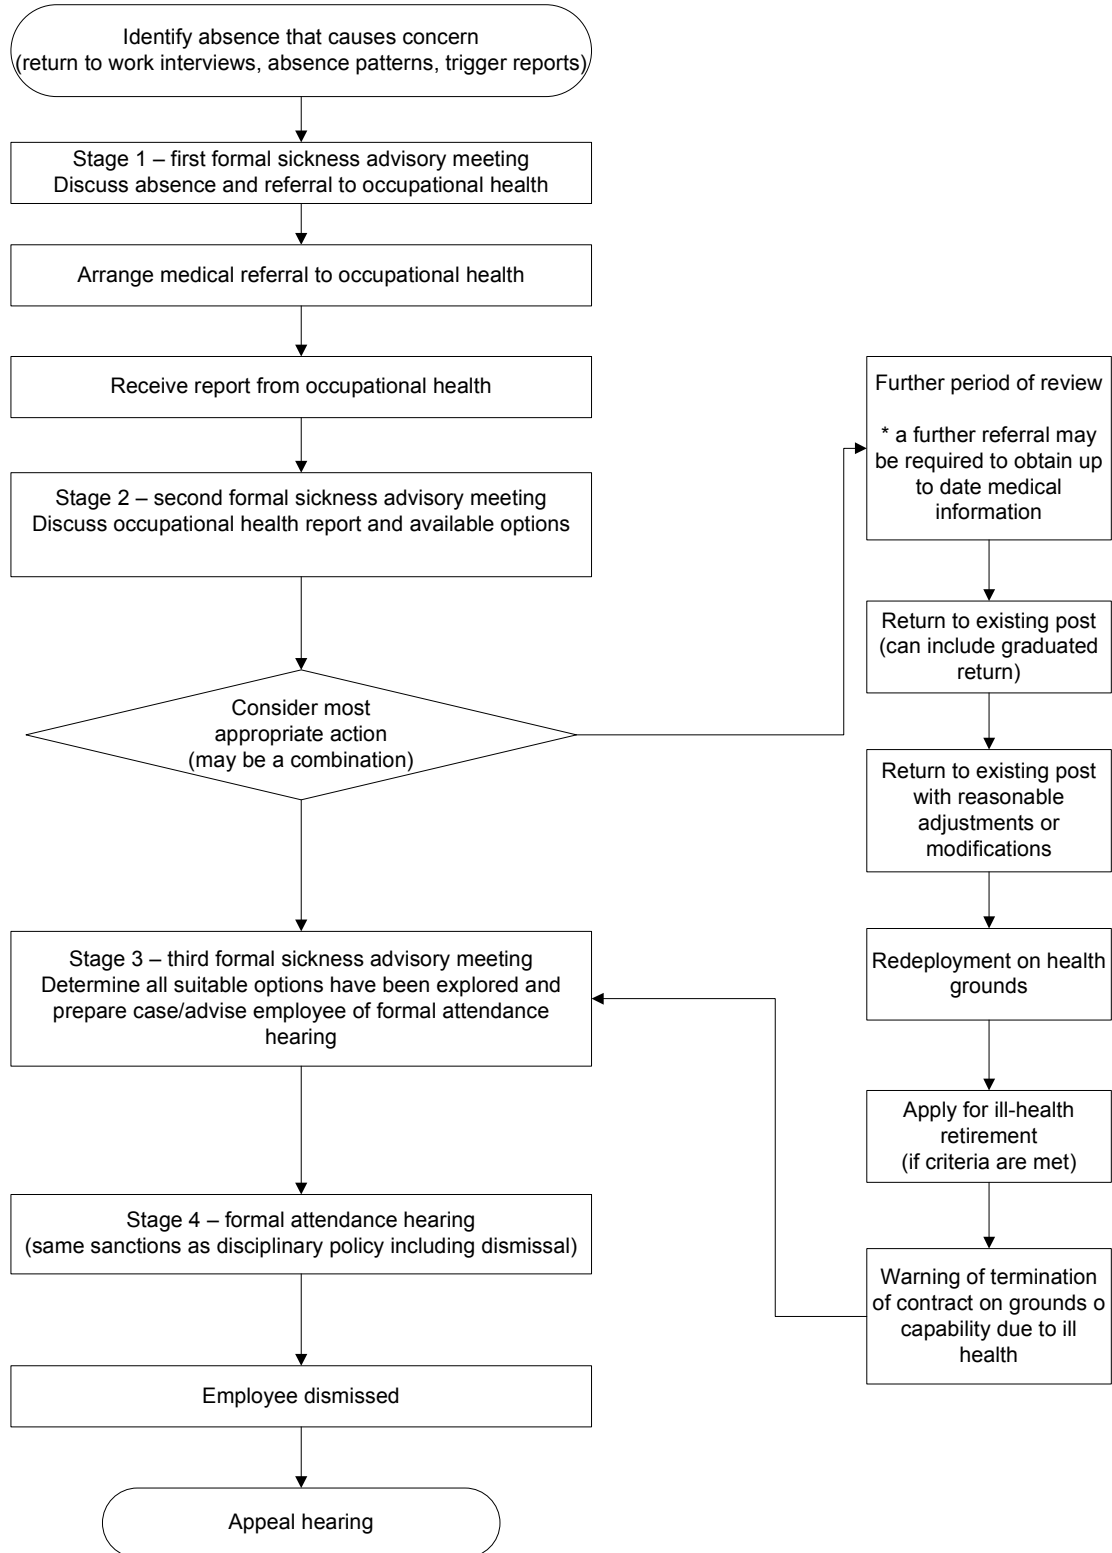 Identify absence that causes concern
(return to work interviews, absence patterns, trigger reports)
Stage 1 – first formal sickness advisory meeting
Discuss absence and referral to occupational health
Arrange medical referral to occupational health
Receive report from occupational health
Stage 2 – second formal sickness advisory meeting
Discuss occupational health report and available options
Consider most
appropriate action
(may be a combination)
Further period of review
* a further referral may
be required to obtain up
to date medical
information
Return to existing post
(can include graduated
return)
Return to existing post
with reasonable
adjustments or
modifications
Redeployment on health
grounds
Apply for ill-health
retirement
(if criteria are met)
Warning of termination
of contract on grounds o
capability due to ill
health
Stage 3 – third formal sickness advisory meeting
Determine all suitable options have been explored and
prepare case/advise employee of formal attendance
hearing
Stage 4 – formal attendance hearing
(same sanctions as disciplinary policy including dismissal)
Employee dismissed
Appeal hearing